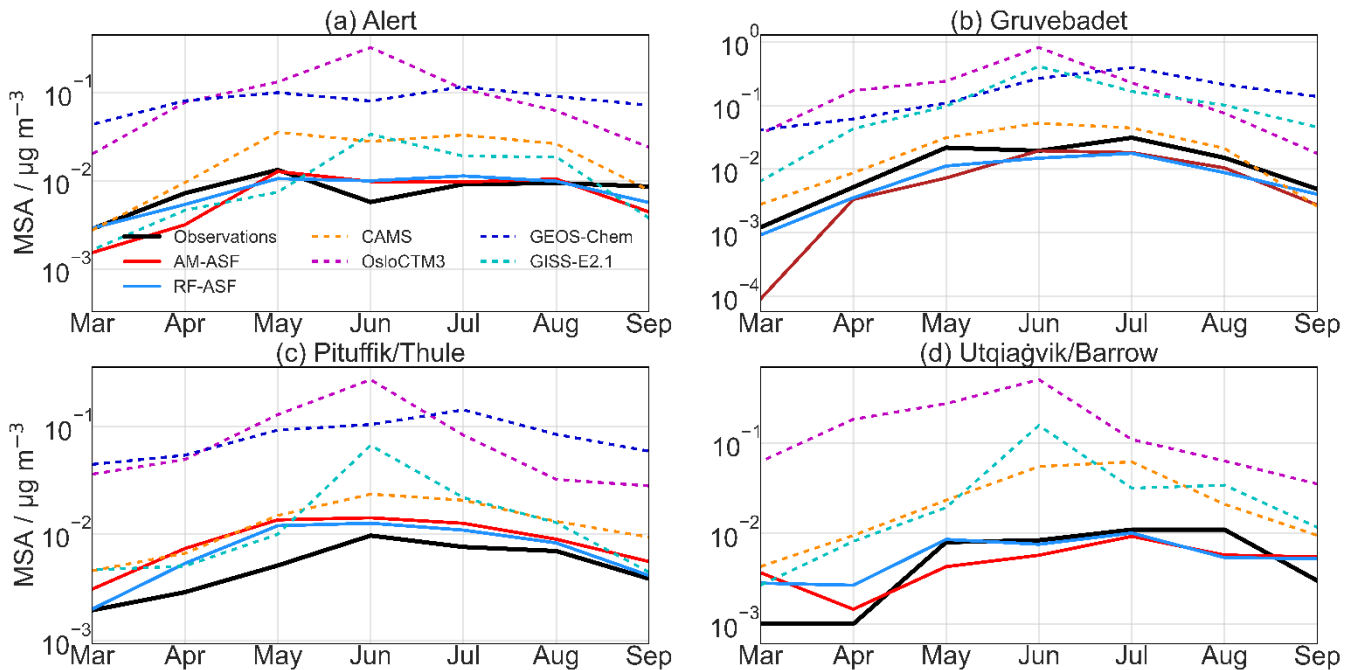 (a) Alert
MSA / µg m⁻³
10⁻¹
10⁻²
10⁻³
Observations
AM-ASF
RF-ASF
CAMS
OsloCTM3
GEOS-Chem
GISS-E2.1
Mar Apr May Jun Jul Aug Sep
(b) Gruvebadet
10⁰
10⁻¹
10⁻²
10⁻³
10⁻⁴
Mar Apr May Jun Jul Aug Sep
(c) Pituffik/Thule
MSA / µg m⁻³
10⁻¹
10⁻²
10⁻³
Mar Apr May Jun Jul Aug Sep
(d) Utqiaġvik/Barrow
10⁻¹
10⁻²
10⁻³
Mar Apr May Jun Jul Aug Sep